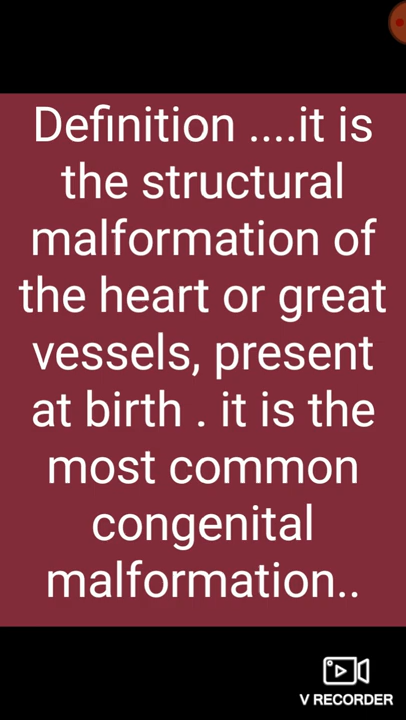 Definition ....it is
the structural
malformation of
the heart or great
vessels, present
at birth . it is the
most common
congenital
malformation..
V RECORDER